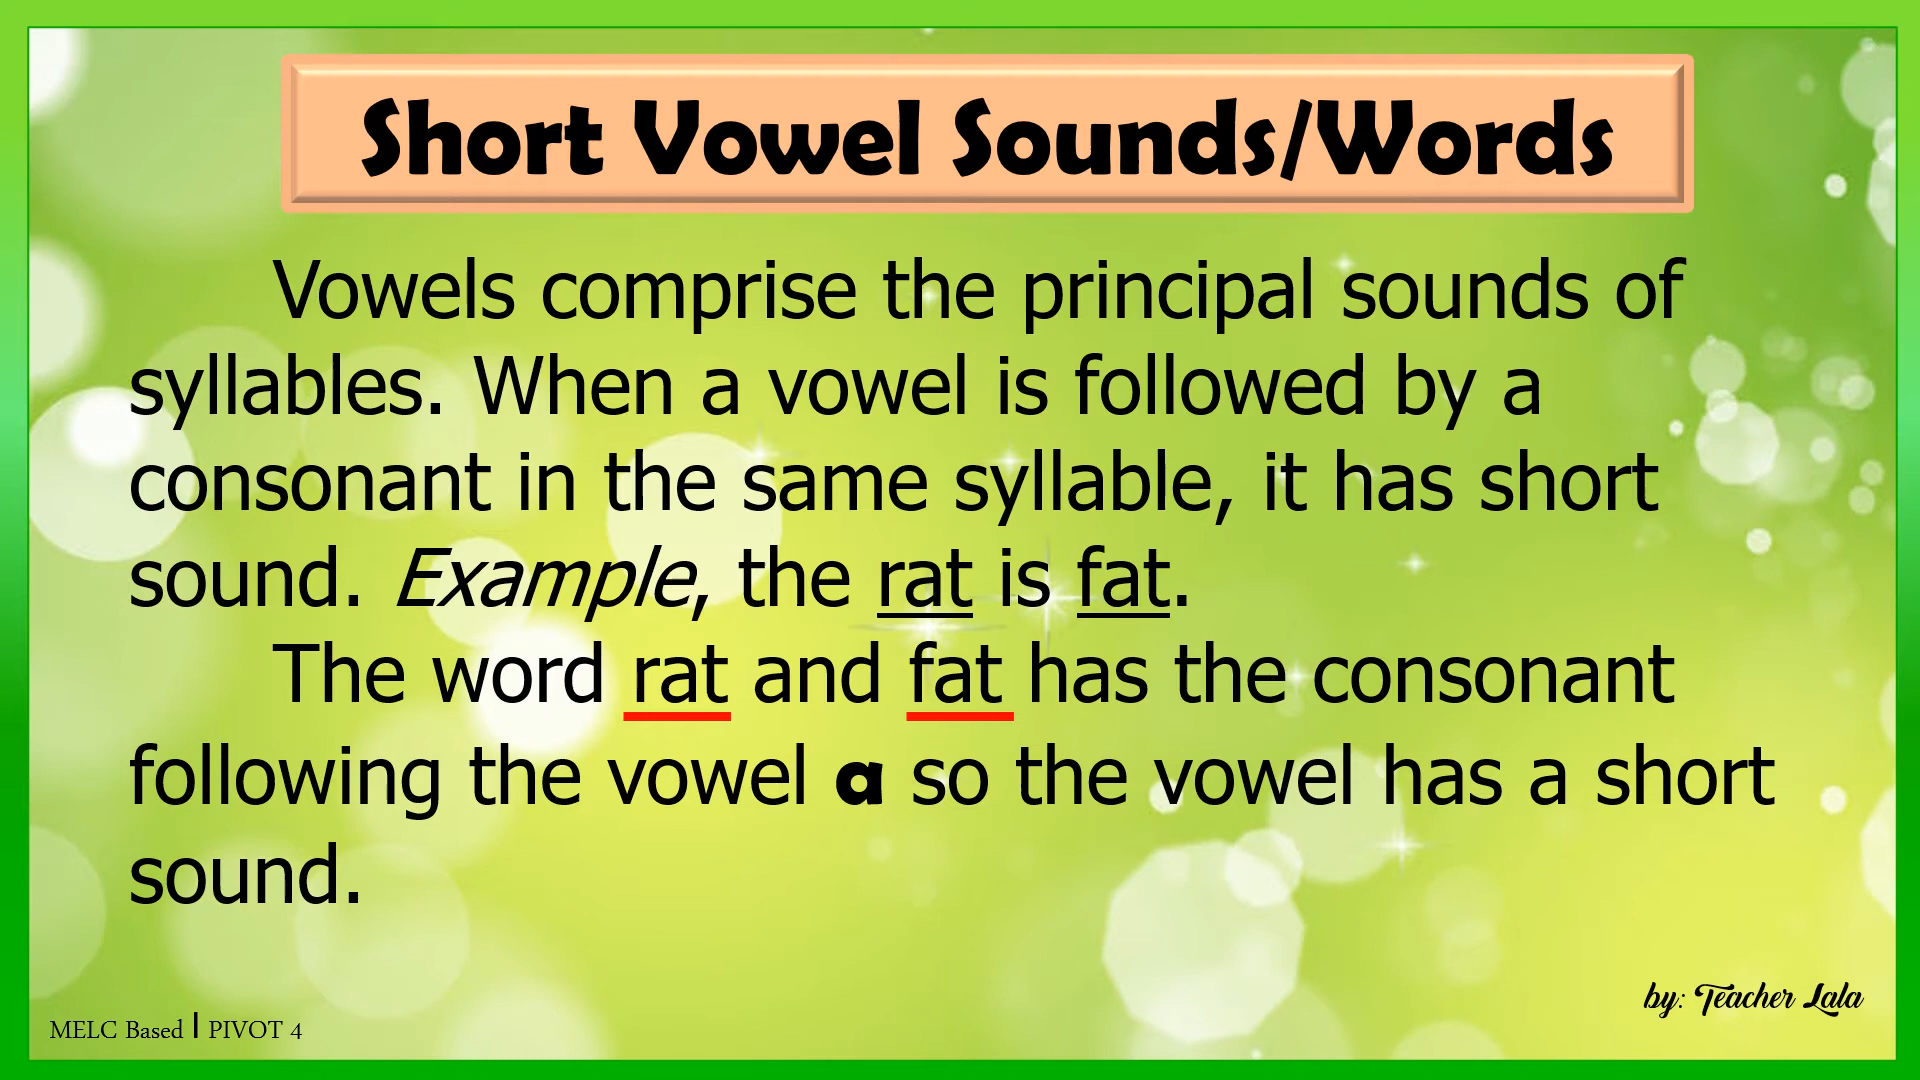 Short Vowel Sounds/Words
Vowels comprise the principal sounds of
syllables. When a vowel is followed by a
consonant in the same syllable, it has short
sound. Example, the rat is fat.
The word rat and fat has the consonant
following the vowel a so the vowel has a short
sound.
by: Teacher Lala
MELC Based | PIVOT 4